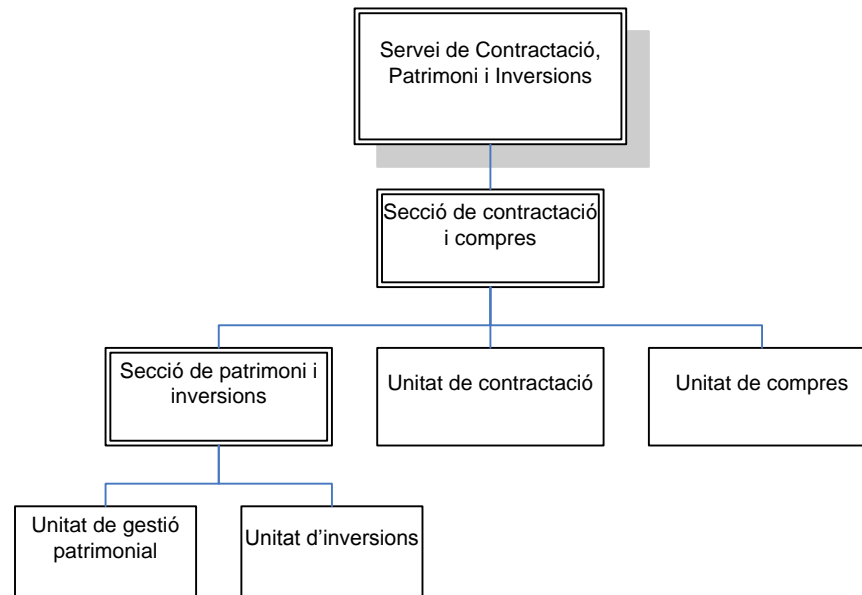 Servei de Contractació,
Patrimoni i Inversions
Secció de contractació
i compres
Secció de patrimoni i
inversions
Unitat de contractació
Unitat de compres
Unitat de gestió
patrimonial
Unitat d’inversions